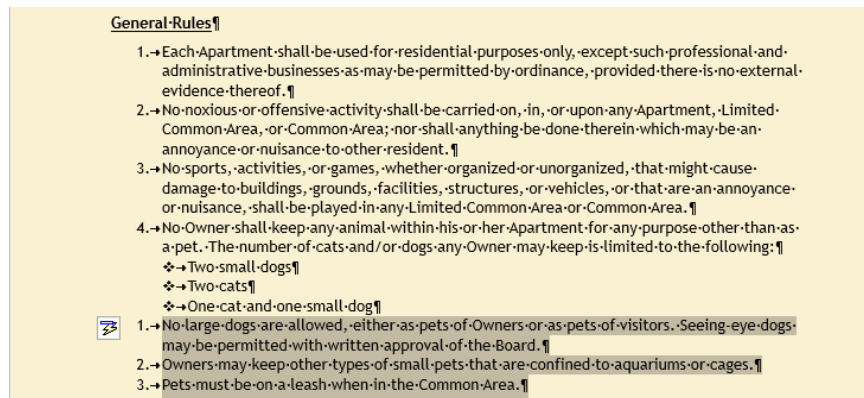 General Rules¶
1.→Each Apartment shall be used for residential purposes only, except such professional and
administrative businesses as may be permitted by ordinance, provided there is no external
evidence thereof.¶
2.→No noxious or offensive activity shall be carried on, in, or upon any Apartment, Limited
Common Area, or Common Area; nor shall anything be done therein which may be an
annoyance or nuisance to other resident.¶
3.→No sports, activities, or games, whether organized or unorganized, that might cause
damage to buildings, grounds, facilities, structures, or vehicles, or that are an annoyance
or nuisance, shall be played in any Limited Common Area or Common Area.¶
4.→No Owner shall keep any animal within his or her Apartment for any purpose other than as
a pet. The number of cats and/or dogs any Owner may keep is limited to the following:¶
❖→Two small dogs¶
❖→Two cats¶
❖→One cat and one small dog¶
1.→No large dogs are allowed, either as pets of Owners or as pets of visitors. Seeing-eye dogs
may be permitted with written approval of the Board.¶
2.→Owners may keep other types of small pets that are confined to aquariums or cages.¶
3.→Pets must be on a leash when in the Common Area.¶